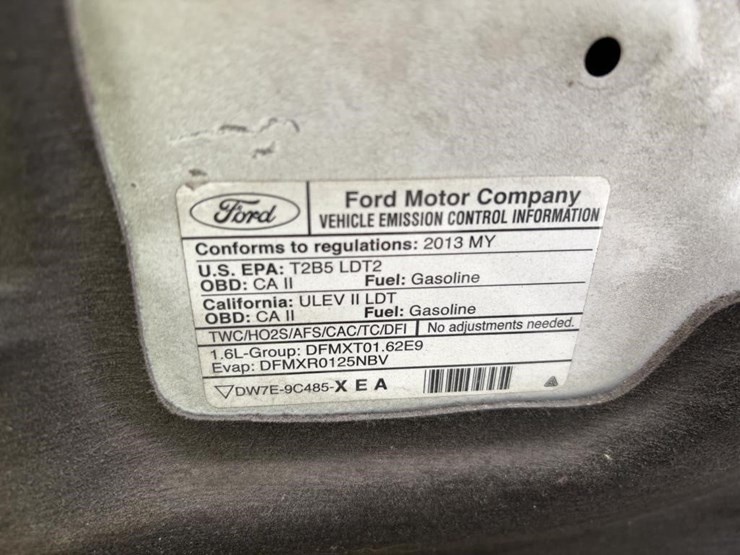 Ford
Ford Motor Company
VEHICLE EMISSION CONTROL INFORMATION
Conforms to regulations: 2013 MY
U.S. EPA: T2B5 LDT2
OBD: CA II Fuel: Gasoline
California: ULEV II LDT
OBD: CA II Fuel: Gasoline
TWC/HO2S/AFS/CAC/TC/DFI No adjustments needed.
1.6L-Group: DFMXT01.62E9
Evap: DFMXR0125NBV
DW7E-9C485-X E A